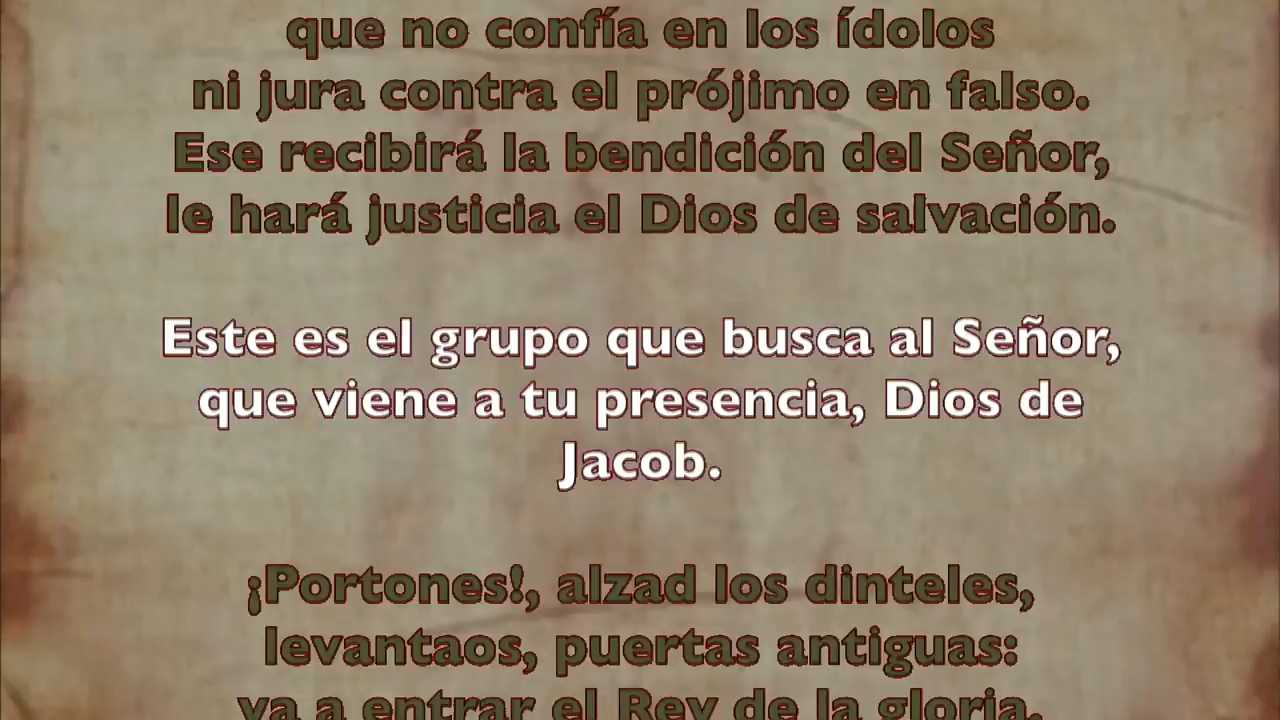 que no confía en los ídolos
ni jura contra el prójimo en falso.
Ese recibirá la bendición del Señor,
le hará justicia el Dios de salvación.
Este es el grupo que busca al Señor,
que viene a tu presencia, Dios de
Jacob.
¡Portones!, alzad los dinteles,
levantaos, puertas antiguas:
va a entrar el Rey de la gloria.